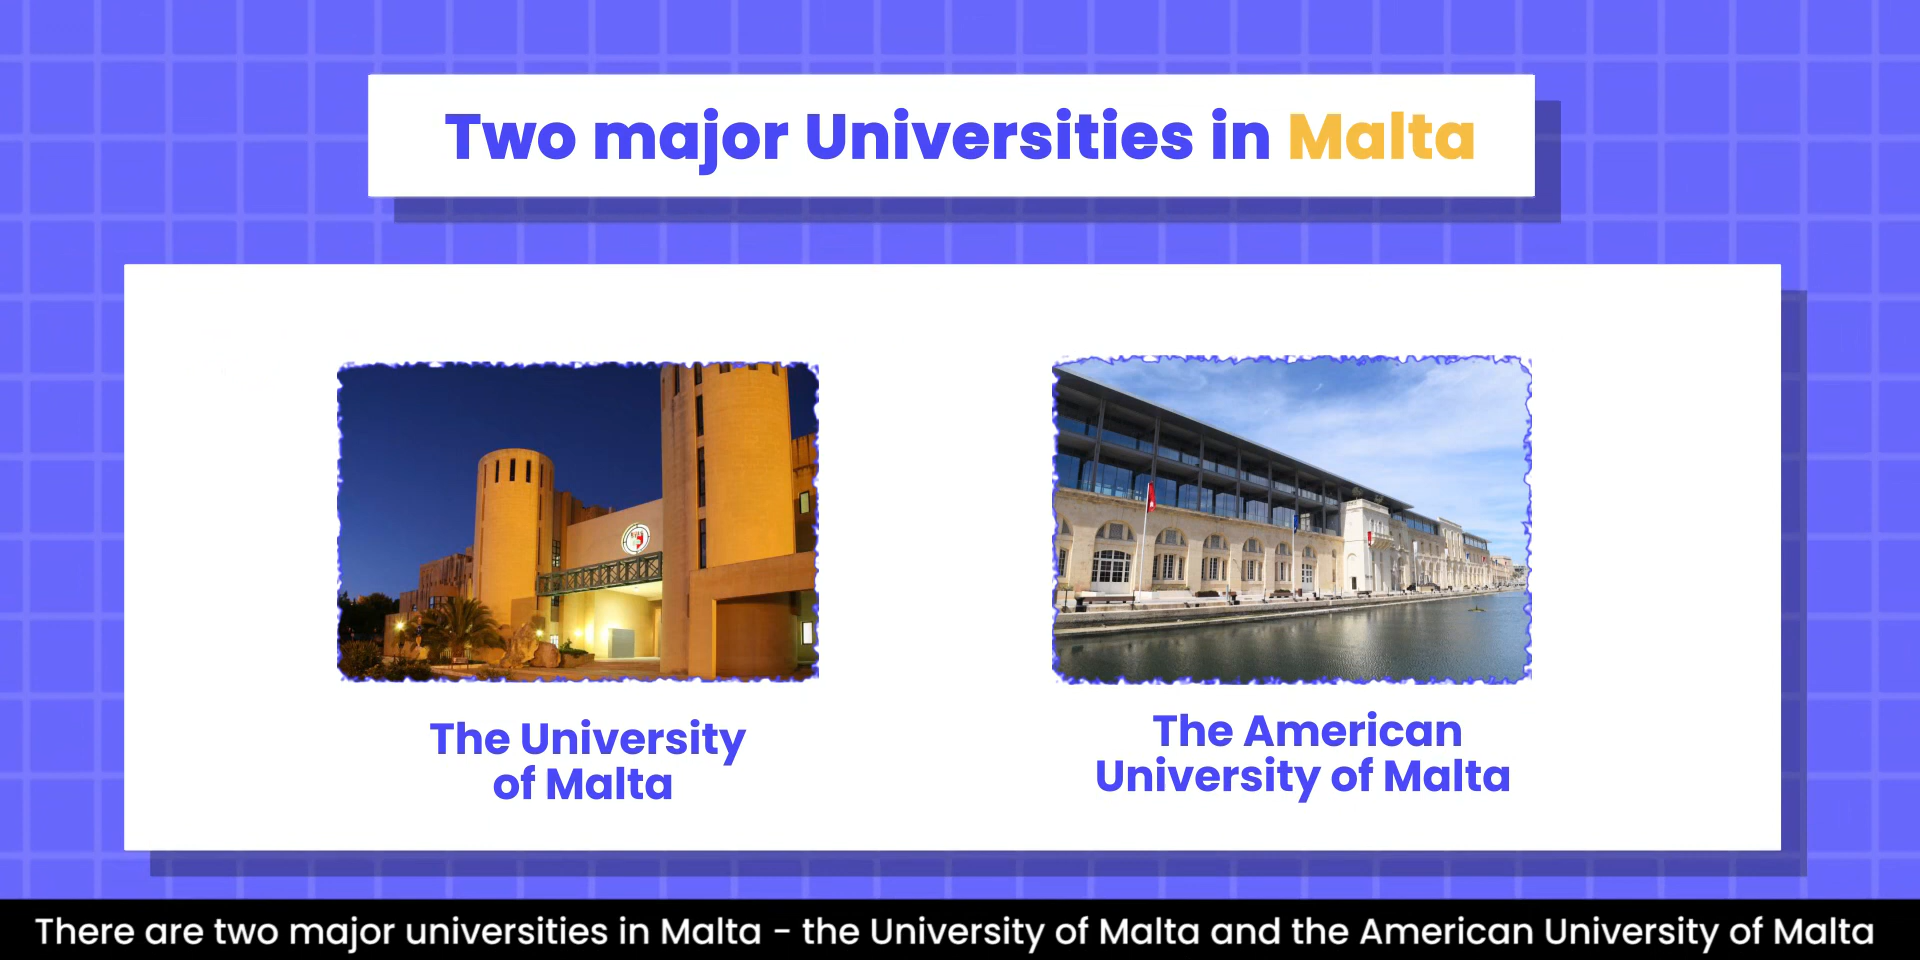 Two major Universities in Malta
The University
of Malta
The American
University of Malta
There are two major universities in Malta - the University of Malta and the American University of Malta